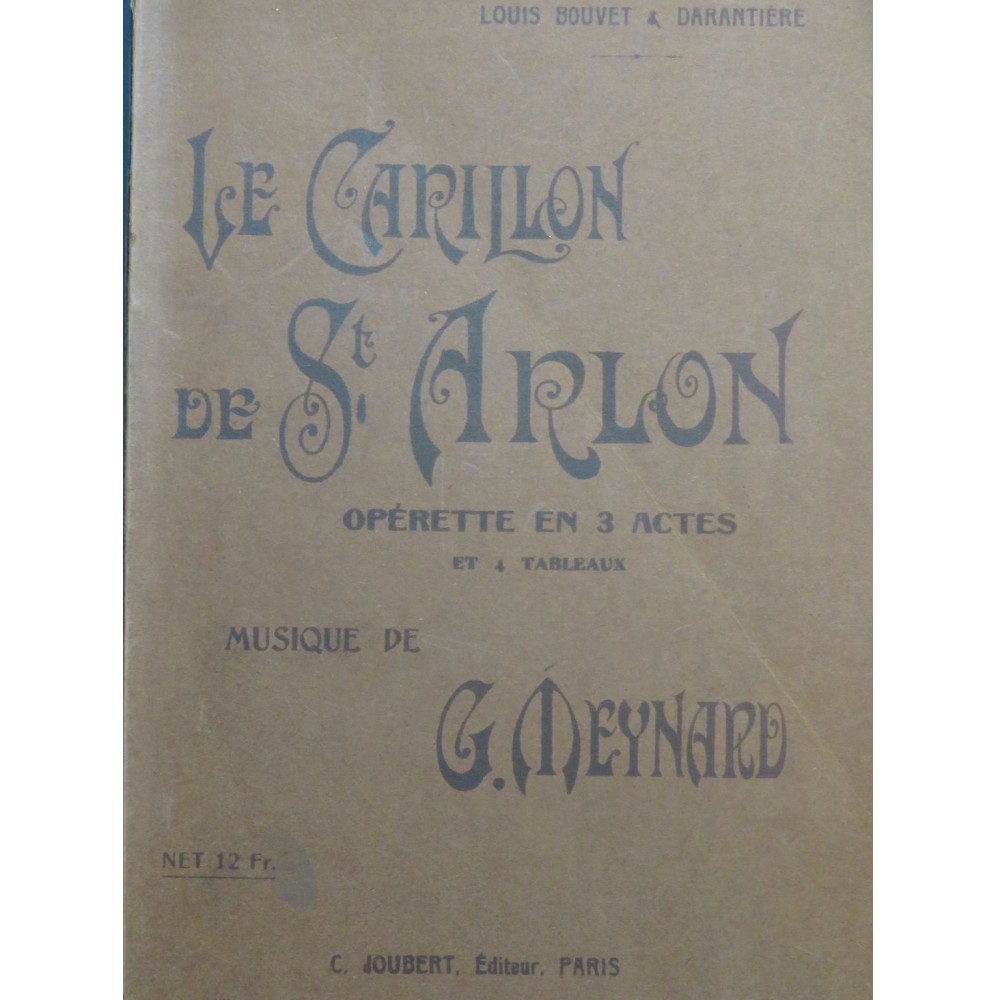 LOUIS BOUVET & DARANTIÈRE
LE CARILLON
DE St. ARLON
OPÉRETTE EN 3 ACTES
ET 4 TABLEAUX
MUSIQUE DE
G. MEYNARD
NET 12 Fr.
C. JOUBERT, Éditeur, PARIS